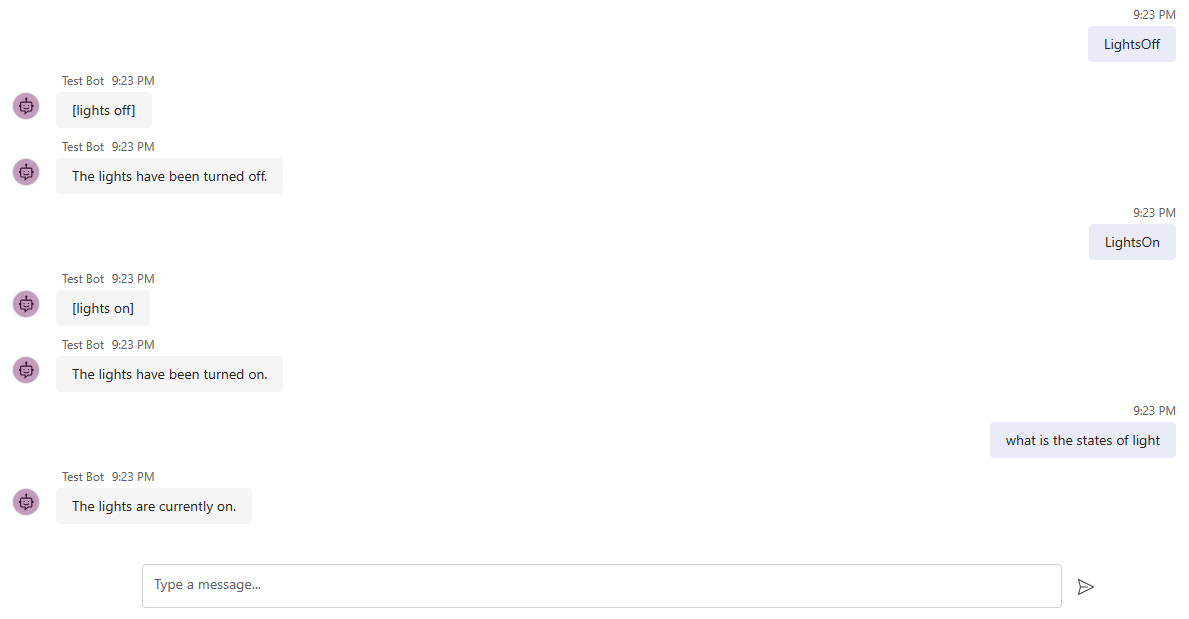 9:23 PM
LightsOff
Test Bot 9:23 PM
[lights off]
Test Bot 9:23 PM
The lights have been turned off.
9:23 PM
LightsOn
Test Bot 9:23 PM
[lights on]
Test Bot 9:23 PM
The lights have been turned on.
9:23 PM
what is the states of light
Test Bot 9:23 PM
The lights are currently on.
Type a message...